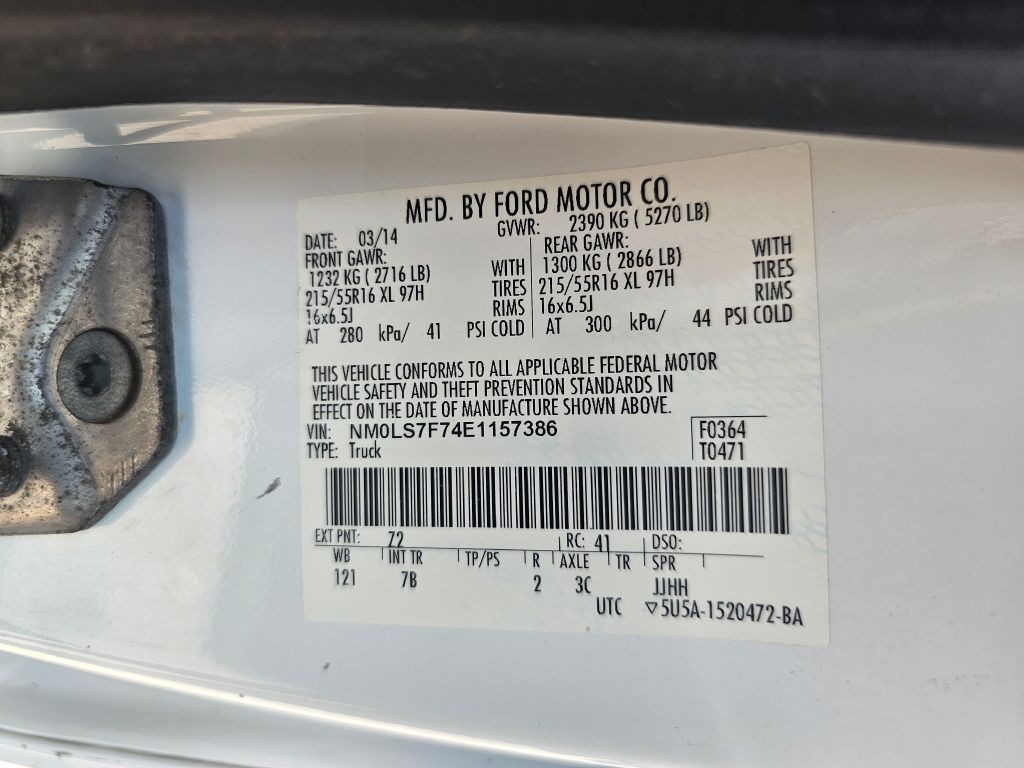 MFD. BY FORD MOTOR CO.
DATE: 03/14 GVWR: 2390 KG ( 5270 LB)
FRONT GAWR: REAR GAWR:
1232 KG ( 2716 LB) WITH 1300 KG ( 2866 LB) WITH
215/55R16 XL 97H TIRES 215/55R16 XL 97H TIRES
16x6.5J RIMS 16x6.5J RIMS
AT 280 kPa/ 41 PSI COLD AT 300 kPa/ 44 PSI COLD
THIS VEHICLE CONFORMS TO ALL APPLICABLE FEDERAL MOTOR
VEHICLE SAFETY AND THEFT PREVENTION STANDARDS IN
EFFECT ON THE DATE OF MANUFACTURE SHOWN ABOVE.
VIN: NM0LS7F74E1157386 F0364
TYPE: Truck T0471
EXT PNT: Z2 RC: 41 DSO:
WB INT TR TP/PS R AXLE TR SPR
121 7B 2 3C JJHH
UTC ▽5U5A-1520472-BA